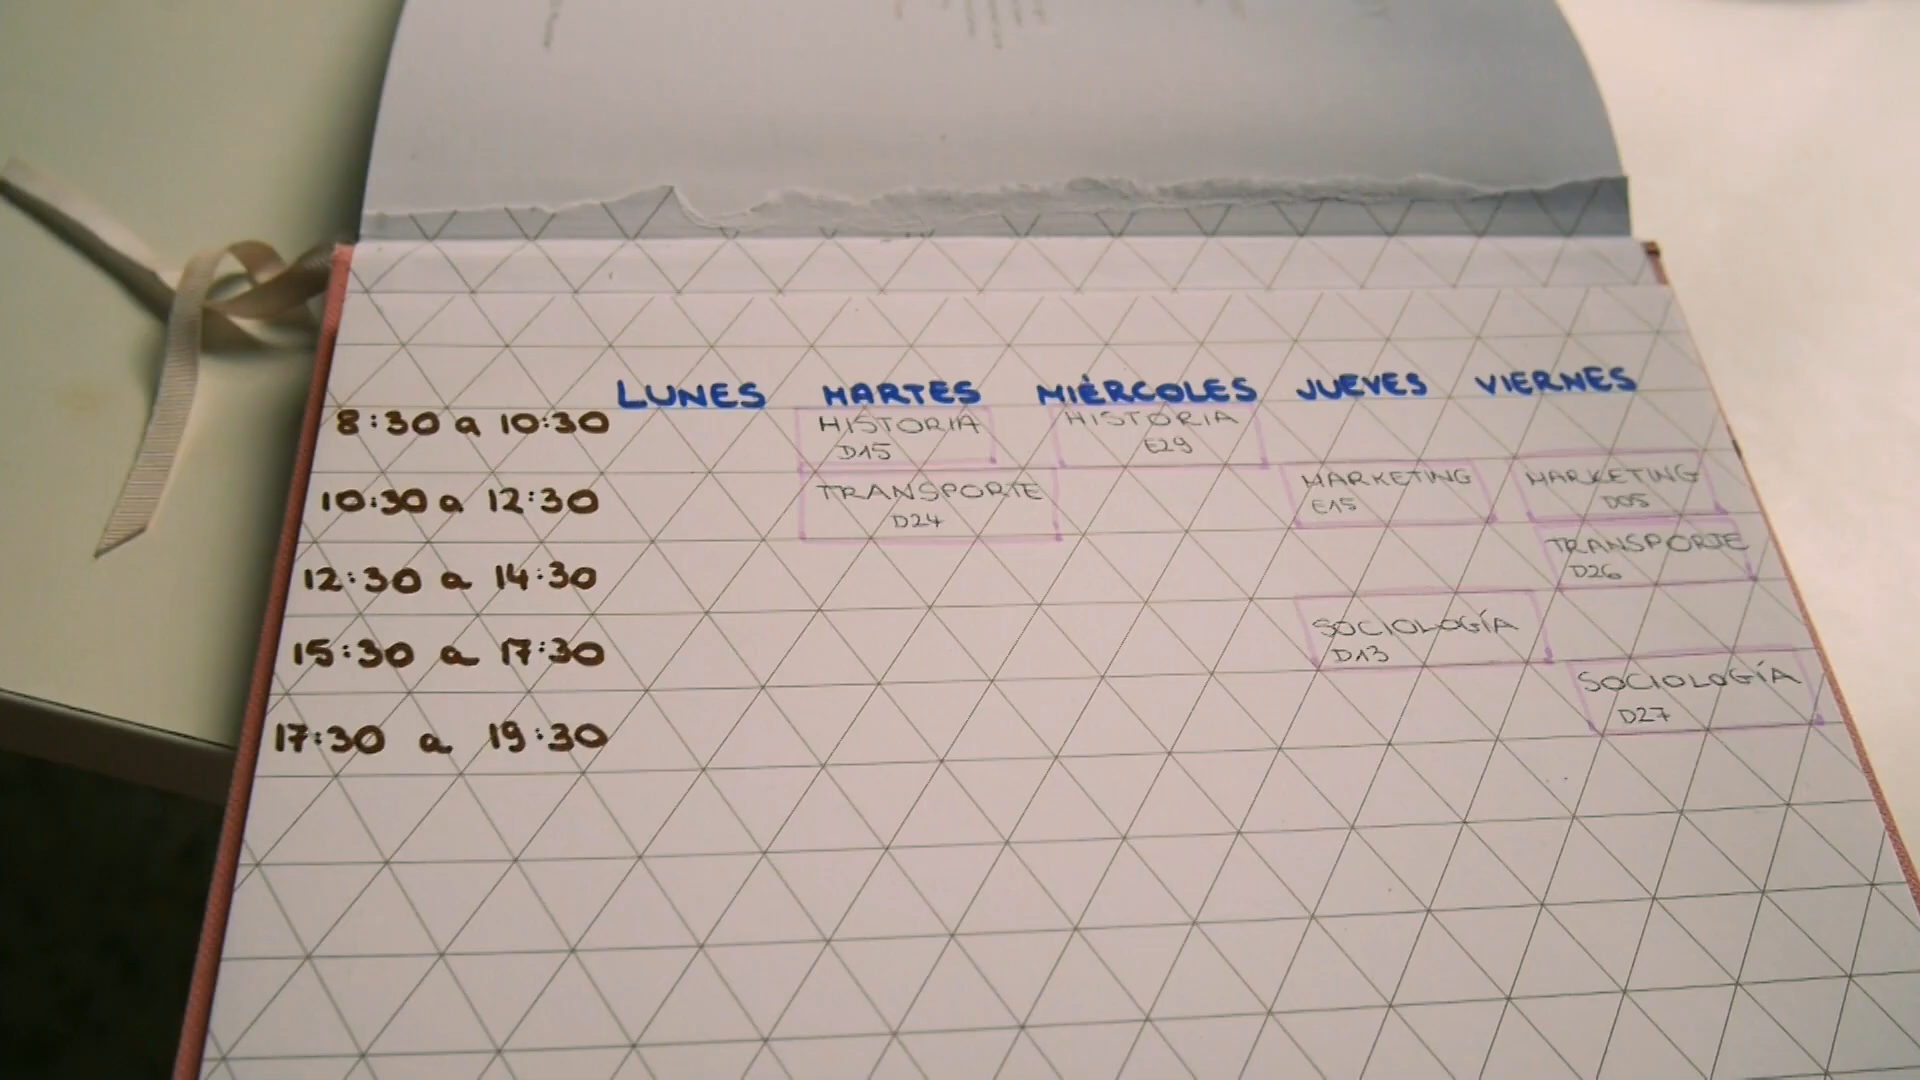 LUNES MARTES MIÉRCOLES JUEVES VIERNES
8:30 a 10:30 HISTORIA HISTORIA
D15 E29
10:30 a 12:30 TRANSPORTE MARKETING MARKETING
D24 E15 D05
12:30 a 14:30 TRANSPORTE
D26
15:30 a 17:30 SOCIOLOGÍA
D13
17:30 a 19:30 SOCIOLOGÍA
D27